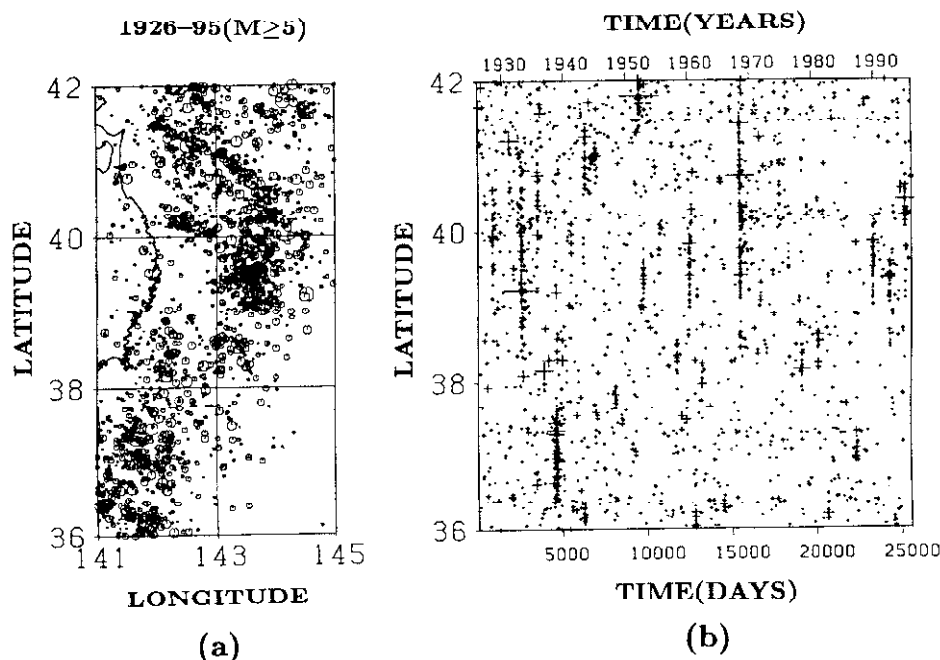 1926–95(M≥5)
42
40
38
36
141
143
145
LATITUDE
LONGITUDE
(a)
TIME(YEARS)
1930 1940 1950 1960 1970 1980 1990
42
40
38
36
LATITUDE
5000 10000 15000 20000 25000
TIME(DAYS)
(b)